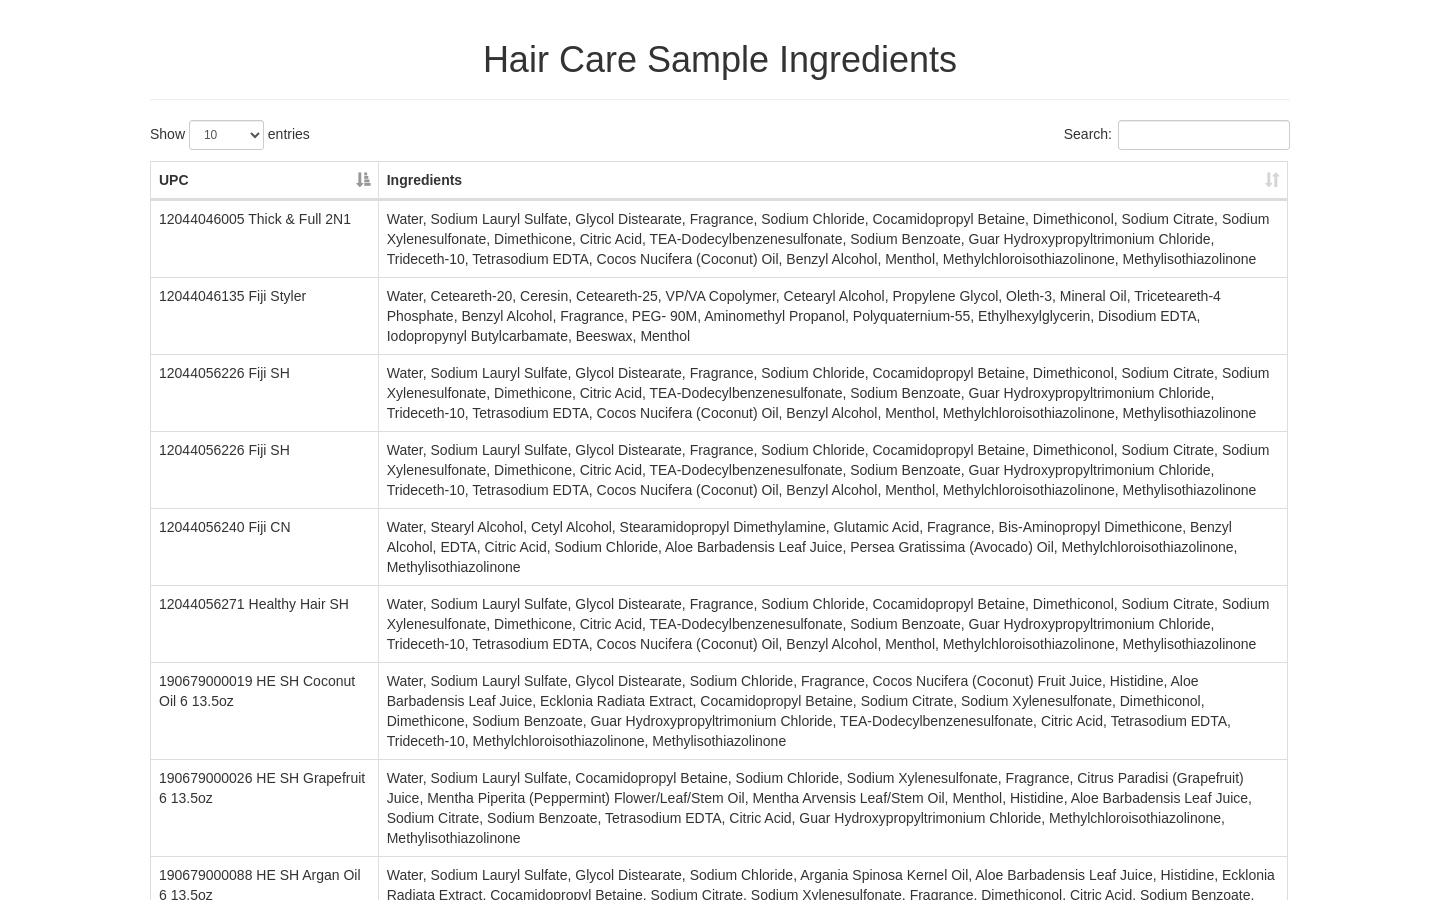 Hair Care Sample Ingredients
Show 10 entries
Search:
UPC
Ingredients
12044046005 Thick & Full 2N1
Water, Sodium Lauryl Sulfate, Glycol Distearate, Fragrance, Sodium Chloride, Cocamidopropyl Betaine, Dimethiconol, Sodium Citrate, Sodium
Xylenesulfonate, Dimethicone, Citric Acid, TEA-Dodecylbenzenesulfonate, Sodium Benzoate, Guar Hydroxypropyltrimonium Chloride,
Trideceth-10, Tetrasodium EDTA, Cocos Nucifera (Coconut) Oil, Benzyl Alcohol, Menthol, Methylchloroisothiazolinone, Methylisothiazolinone
12044046135 Fiji Styler
Water, Ceteareth-20, Ceresin, Ceteareth-25, VP/VA Copolymer, Cetearyl Alcohol, Propylene Glycol, Oleth-3, Mineral Oil, Triceteareth-4
Phosphate, Benzyl Alcohol, Fragrance, PEG- 90M, Aminomethyl Propanol, Polyquaternium-55, Ethylhexylglycerin, Disodium EDTA,
Iodopropynyl Butylcarbamate, Beeswax, Menthol
12044056226 Fiji SH
Water, Sodium Lauryl Sulfate, Glycol Distearate, Fragrance, Sodium Chloride, Cocamidopropyl Betaine, Dimethiconol, Sodium Citrate, Sodium
Xylenesulfonate, Dimethicone, Citric Acid, TEA-Dodecylbenzenesulfonate, Sodium Benzoate, Guar Hydroxypropyltrimonium Chloride,
Trideceth-10, Tetrasodium EDTA, Cocos Nucifera (Coconut) Oil, Benzyl Alcohol, Menthol, Methylchloroisothiazolinone, Methylisothiazolinone
12044056226 Fiji SH
Water, Sodium Lauryl Sulfate, Glycol Distearate, Fragrance, Sodium Chloride, Cocamidopropyl Betaine, Dimethiconol, Sodium Citrate, Sodium
Xylenesulfonate, Dimethicone, Citric Acid, TEA-Dodecylbenzenesulfonate, Sodium Benzoate, Guar Hydroxypropyltrimonium Chloride,
Trideceth-10, Tetrasodium EDTA, Cocos Nucifera (Coconut) Oil, Benzyl Alcohol, Menthol, Methylchloroisothiazolinone, Methylisothiazolinone
12044056240 Fiji CN
Water, Stearyl Alcohol, Cetyl Alcohol, Stearamidopropyl Dimethylamine, Glutamic Acid, Fragrance, Bis-Aminopropyl Dimethicone, Benzyl
Alcohol, EDTA, Citric Acid, Sodium Chloride, Aloe Barbadensis Leaf Juice, Persea Gratissima (Avocado) Oil, Methylchloroisothiazolinone,
Methylisothiazolinone
12044056271 Healthy Hair SH
Water, Sodium Lauryl Sulfate, Glycol Distearate, Fragrance, Sodium Chloride, Cocamidopropyl Betaine, Dimethiconol, Sodium Citrate, Sodium
Xylenesulfonate, Dimethicone, Citric Acid, TEA-Dodecylbenzenesulfonate, Sodium Benzoate, Guar Hydroxypropyltrimonium Chloride,
Trideceth-10, Tetrasodium EDTA, Cocos Nucifera (Coconut) Oil, Benzyl Alcohol, Menthol, Methylchloroisothiazolinone, Methylisothiazolinone
190679000019 HE SH Coconut
Oil 6 13.5oz
Water, Sodium Lauryl Sulfate, Glycol Distearate, Sodium Chloride, Fragrance, Cocos Nucifera (Coconut) Fruit Juice, Histidine, Aloe
Barbadensis Leaf Juice, Ecklonia Radiata Extract, Cocamidopropyl Betaine, Sodium Citrate, Sodium Xylenesulfonate, Dimethiconol,
Dimethicone, Sodium Benzoate, Guar Hydroxypropyltrimonium Chloride, TEA-Dodecylbenzenesulfonate, Citric Acid, Tetrasodium EDTA,
Trideceth-10, Methylchloroisothiazolinone, Methylisothiazolinone
190679000026 HE SH Grapefruit
6 13.5oz
Water, Sodium Lauryl Sulfate, Cocamidopropyl Betaine, Sodium Chloride, Sodium Xylenesulfonate, Fragrance, Citrus Paradisi (Grapefruit)
Juice, Mentha Piperita (Peppermint) Flower/Leaf/Stem Oil, Mentha Arvensis Leaf/Stem Oil, Menthol, Histidine, Aloe Barbadensis Leaf Juice,
Sodium Citrate, Sodium Benzoate, Tetrasodium EDTA, Citric Acid, Guar Hydroxypropyltrimonium Chloride, Methylchloroisothiazolinone,
Methylisothiazolinone
190679000088 HE SH Argan Oil
6 13.5oz
Water, Sodium Lauryl Sulfate, Glycol Distearate, Sodium Chloride, Argania Spinosa Kernel Oil, Aloe Barbadensis Leaf Juice, Histidine, Ecklonia
Radiata Extract, Cocamidopropyl Betaine, Sodium Citrate, Sodium Xylenesulfonate, Fragrance, Dimethiconol, Citric Acid, Sodium Benzoate,